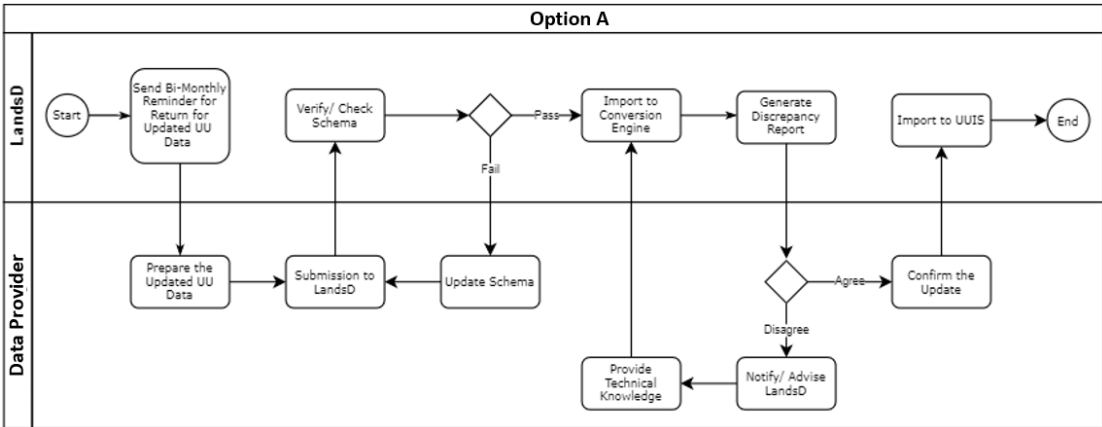 Option A
LandsD
Start
Send Bi-Monthly
Reminder for
Return for
Updated UU
Data
Verify/ Check
Schema
Pass
Fail
Import to
Conversion
Engine
Generate
Discrepancy
Report
Import to UUIS
End
Data Provider
Prepare the
Updated UU
Data
Submission to
LandsD
Update Schema
Agree
Disagree
Confirm the
Update
Provide
Technical
Knowledge
Notify/ Advise
LandsD